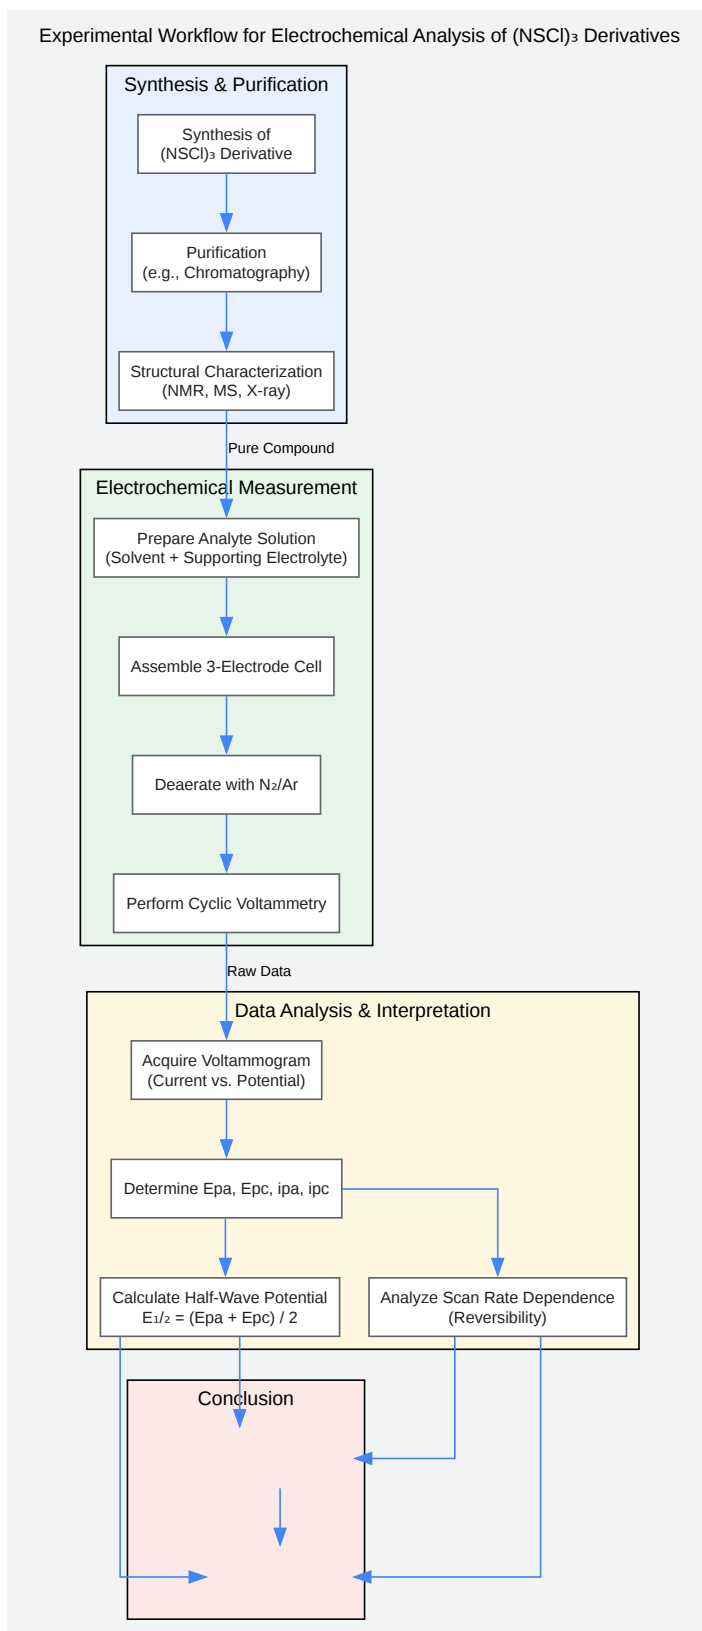 Experimental Workflow for Electrochemical Analysis of (NSCl)₃ Derivatives
Synthesis & Purification
Synthesis of
(NSCl)₃ Derivative
Purification
(e.g., Chromatography)
Structural Characterization
(NMR, MS, X-ray)
Pure Compound
Electrochemical Measurement
Prepare Analyte Solution
(Solvent + Supporting Electrolyte)
Assemble 3-Electrode Cell
Deaerate with N₂/Ar
Perform Cyclic Voltammetry
Raw Data
Data Analysis & Interpretation
Acquire Voltammogram
(Current vs. Potential)
Determine Epa, Epc, ipa, ipc
Calculate Half-Wave Potential
E₁/₂ = (Epa + Epc) / 2
Analyze Scan Rate Dependence
(Reversibility)
Conclusion